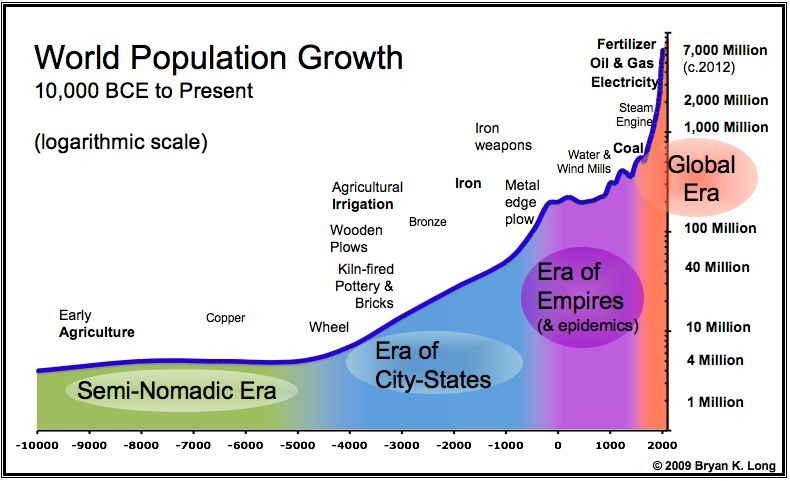 World Population Growth
10,000 BCE to Present
(logarithmic scale)
Fertilizer
Oil & Gas
Electricity
Steam
Engine
Coal
Water &
Wind Mills
Iron
weapons
Iron
Metal
edge
plow
Agricultural
Irrigation
Bronze
Wooden
Plows
Kiln-fired
Pottery &
Bricks
Wheel
Copper
Early
Agriculture
Semi-Nomadic Era
Era of
City-States
Era of
Empires
(& epidemics)
Global
Era
7,000 Million
(c.2012)
2,000 Million
1,000 Million
100 Million
40 Million
10 Million
4 Million
1 Million
-10000 -9000 -8000 -7000 -6000 -5000 -4000 -3000 -2000 -1000 0 1000 2000
© 2009 Bryan K. Long